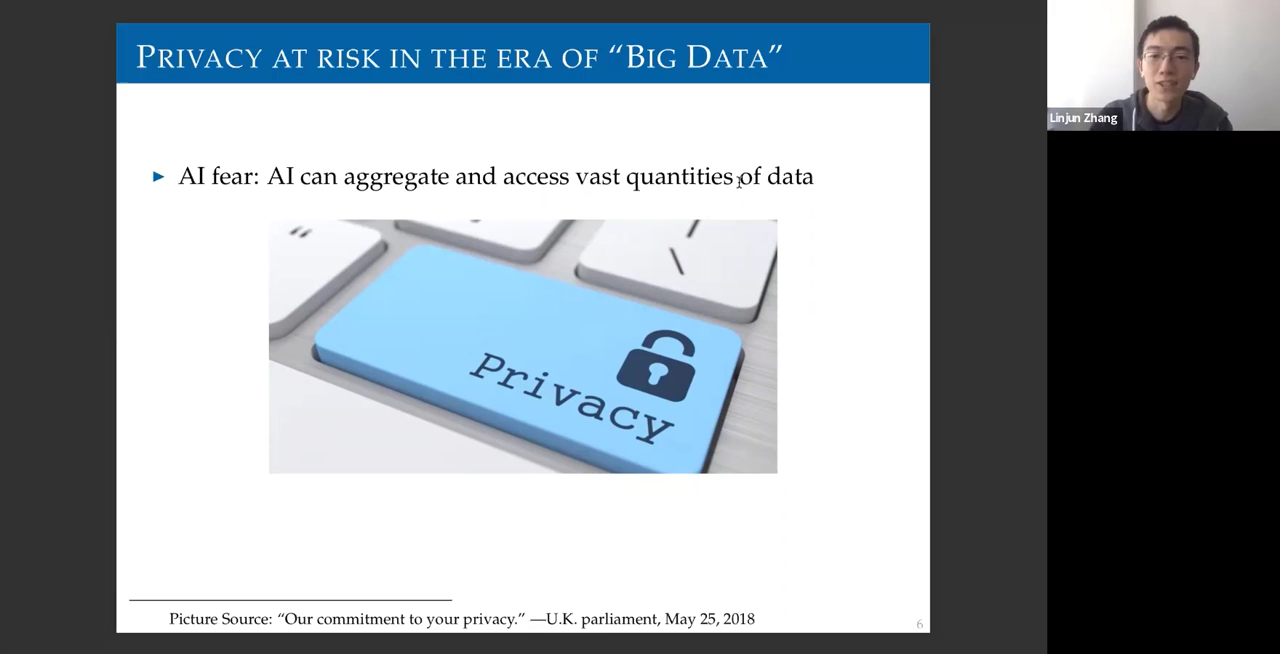 PRIVACY AT RISK IN THE ERA OF “BIG DATA”
Linjun Zhang
► AI fear: AI can aggregate and access vast quantities of data
“
Privacy
Picture Source: “Our commitment to your privacy.” —U.K. parliament, May 25, 2018
6